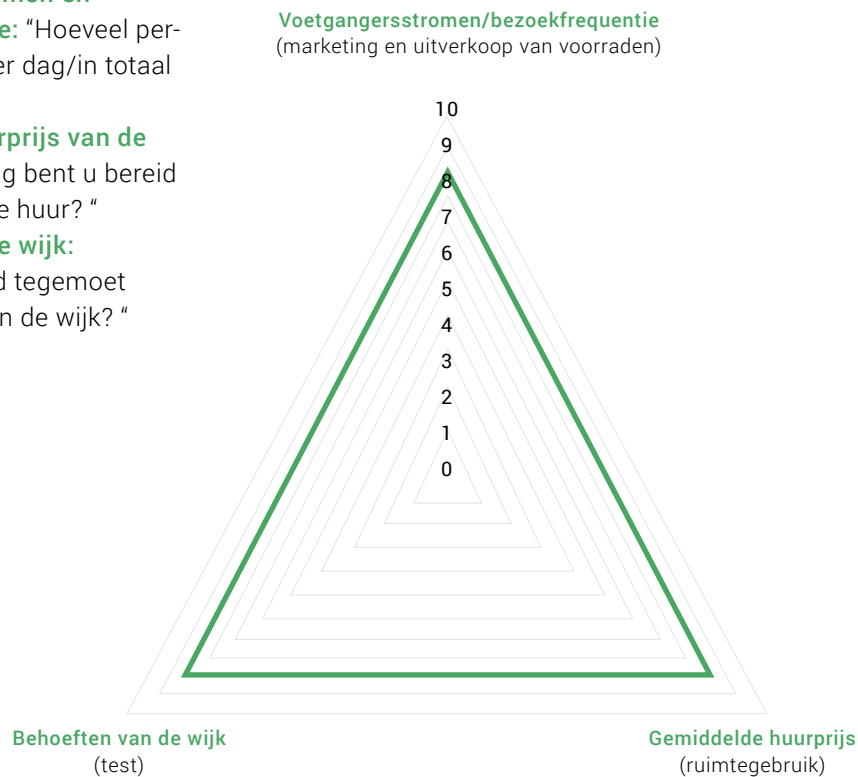 men en
e: “Hoeveel per-
er dag/in totaal
rprijs van de
g bent u bereid
e huur? “
e wijk:
d tegemoet
n de wijk? “
Voetgangersstromen/bezoekfrequentie
(marketing en uitverkoop van voorraden)
10
9
8
7
6
5
4
3
2
1
0
Behoeften van de wijk
(test)
Gemiddelde huurprijs
(ruimtegebruik)